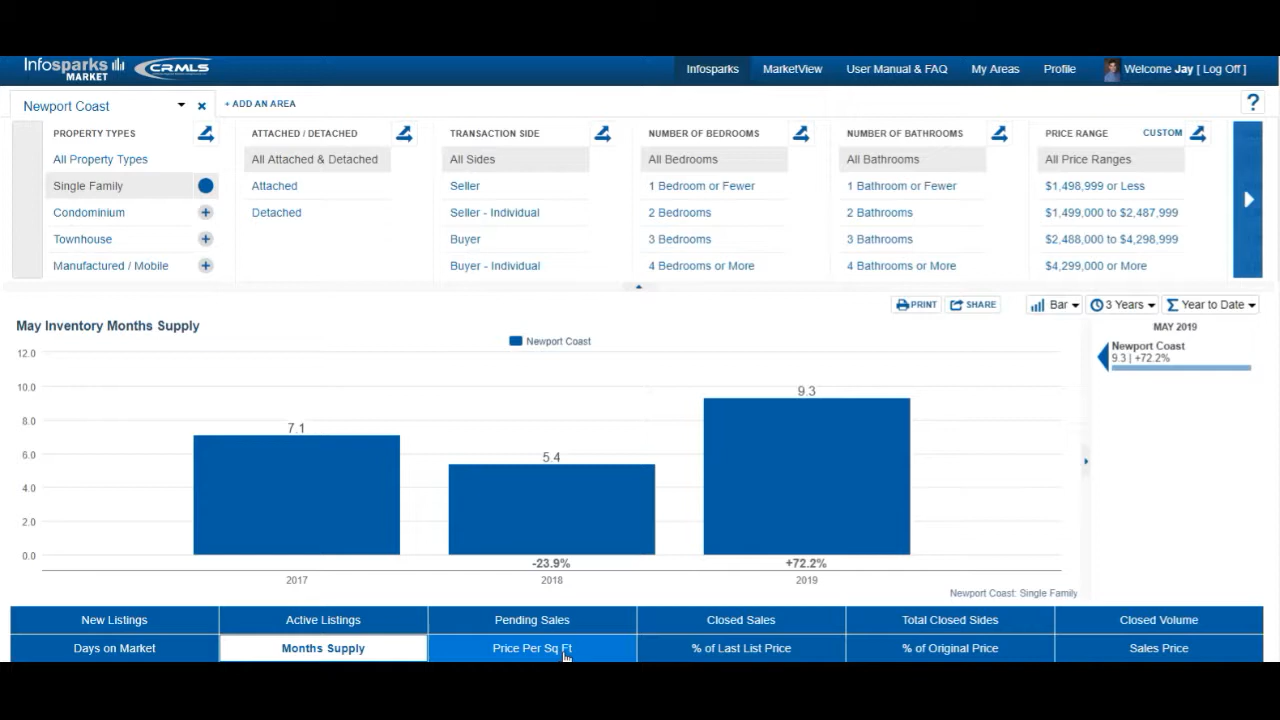 Infosparks MARKET CRMLS Infosparks MarketView User Manual & FAQ My Areas Profile Welcome Jay [ Log Off ]
Newport Coast × + ADD AN AREA ?
PROPERTY TYPES ATTACHED / DETACHED TRANSACTION SIDE NUMBER OF BEDROOMS NUMBER OF BATHROOMS PRICE RANGE CUSTOM
All Property Types All Attached & Detached All Sides All Bedrooms All Bathrooms All Price Ranges
Single Family Attached Seller 1 Bedroom or Fewer 1 Bathroom or Fewer $1,498,999 or Less
Condominium + Detached Seller - Individual 2 Bedrooms 2 Bathrooms $1,499,000 to $2,487,999
Townhouse + Buyer 3 Bedrooms 3 Bathrooms $2,488,000 to $4,298,999
Manufactured / Mobile + Buyer - Individual 4 Bedrooms or More 4 Bathrooms or More $4,299,000 or More
PRINT SHARE Bar 3 Years Year to Date
May Inventory Months Supply MAY 2019
Newport Coast Newport Coast
12.0 9.3 | +72.2%
10.0 9.3
8.0 7.1
6.0 5.4
4.0
2.0
0.0 -23.9% +72.2%
2017 2018 2019
Newport Coast: Single Family
New Listings Active Listings Pending Sales Closed Sales Total Closed Sides Closed Volume
Days on Market Months Supply Price Per Sq Ft % of Last List Price % of Original Price Sales Price